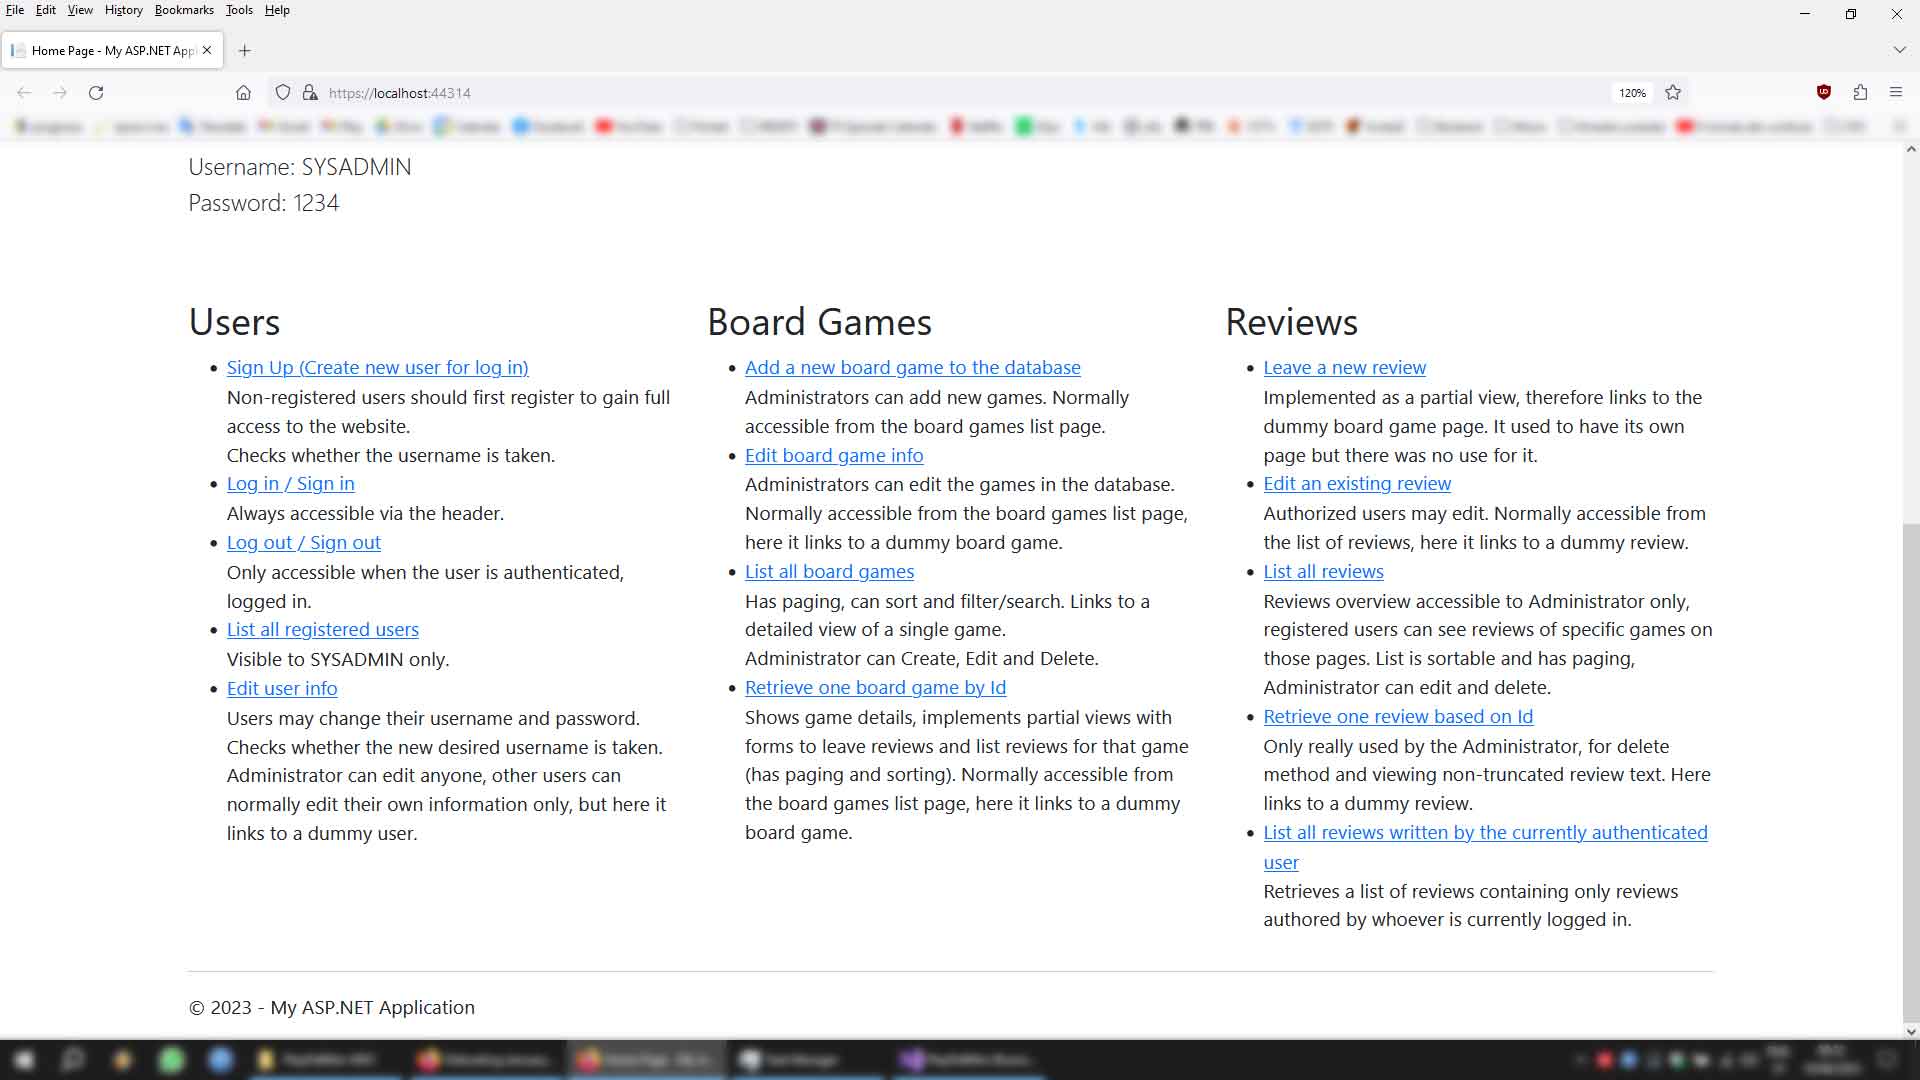 File Edit View History Bookmarks Tools Help
Home Page - My ASP.NET App
https://localhost:44314
120%
Username: SYSADMIN
Password: 1234
Users
Sign Up (Create new user for log in)
Non-registered users should first register to gain full
access to the website.
Checks whether the username is taken.
Log in / Sign in
Always accessible via the header.
Log out / Sign out
Only accessible when the user is authenticated,
logged in.
List all registered users
Visible to SYSADMIN only.
Edit user info
Users may change their username and password.
Checks whether the new desired username is taken.
Administrator can edit anyone, other users can
normally edit their own information only, but here it
links to a dummy user.
Board Games
Add a new board game to the database
Administrators can add new games. Normally
accessible from the board games list page.
Edit board game info
Administrators can edit the games in the database.
Normally accessible from the board games list page,
here it links to a dummy board game.
List all board games
Has paging, can sort and filter/search. Links to a
detailed view of a single game.
Administrator can Create, Edit and Delete.
Retrieve one board game by Id
Shows game details, implements partial views with
forms to leave reviews and list reviews for that game
(has paging and sorting). Normally accessible from
the board games list page, here it links to a dummy
board game.
Reviews
Leave a new review
Implemented as a partial view, therefore links to the
dummy board game page. It used to have its own
page but there was no use for it.
Edit an existing review
Authorized users may edit. Normally accessible from
the list of reviews, here it links to a dummy review.
List all reviews
Reviews overview accessible to Administrator only,
registered users can see reviews of specific games on
those pages. List is sortable and has paging,
Administrator can edit and delete.
Retrieve one review based on Id
Only really used by the Administrator, for delete
method and viewing non-truncated review text. Here
links to a dummy review.
List all reviews written by the currently authenticated
user
Retrieves a list of reviews containing only reviews
authored by whoever is currently logged in.
© 2023 - My ASP.NET Application